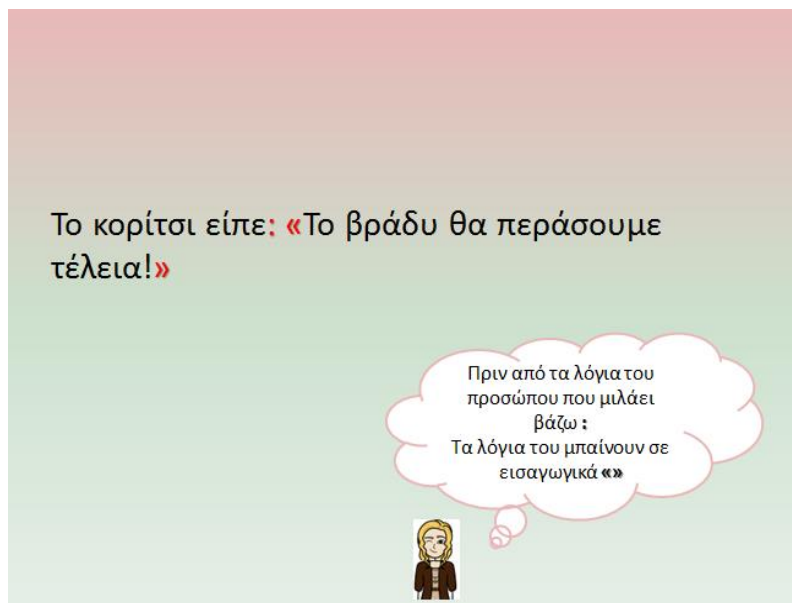 Το κορίτσι είπε: «Το βράδυ θα περάσουμε
τέλεια!»
Πριν από τα λόγια του
προσώπου που μιλάει
βάζω :
Τα λόγια του μπαίνουν σε
εισαγωγικά «»